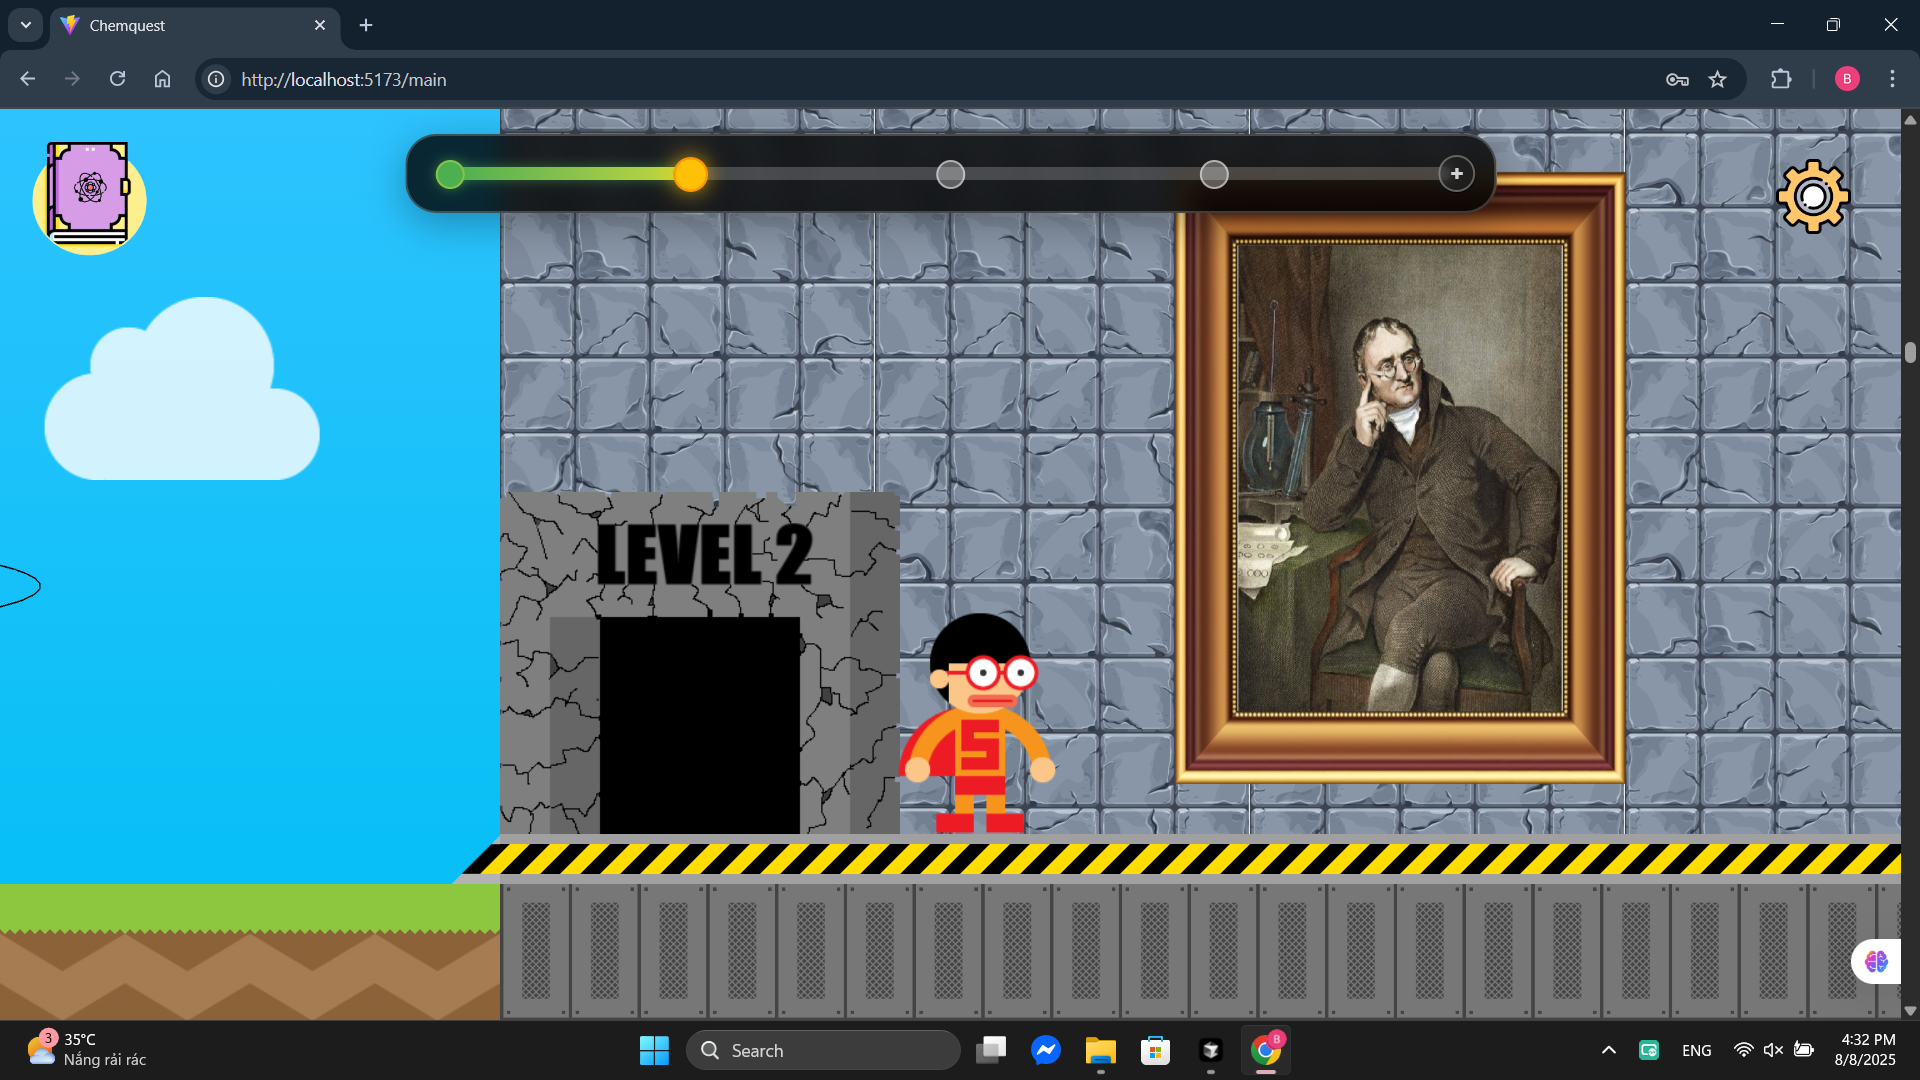 Chemquest
http://localhost:5173/main
B
+
LEVEL 2
S
3
35°C
Nắng rải rác
Search
B
ENG
4:32 PM
8/8/2025